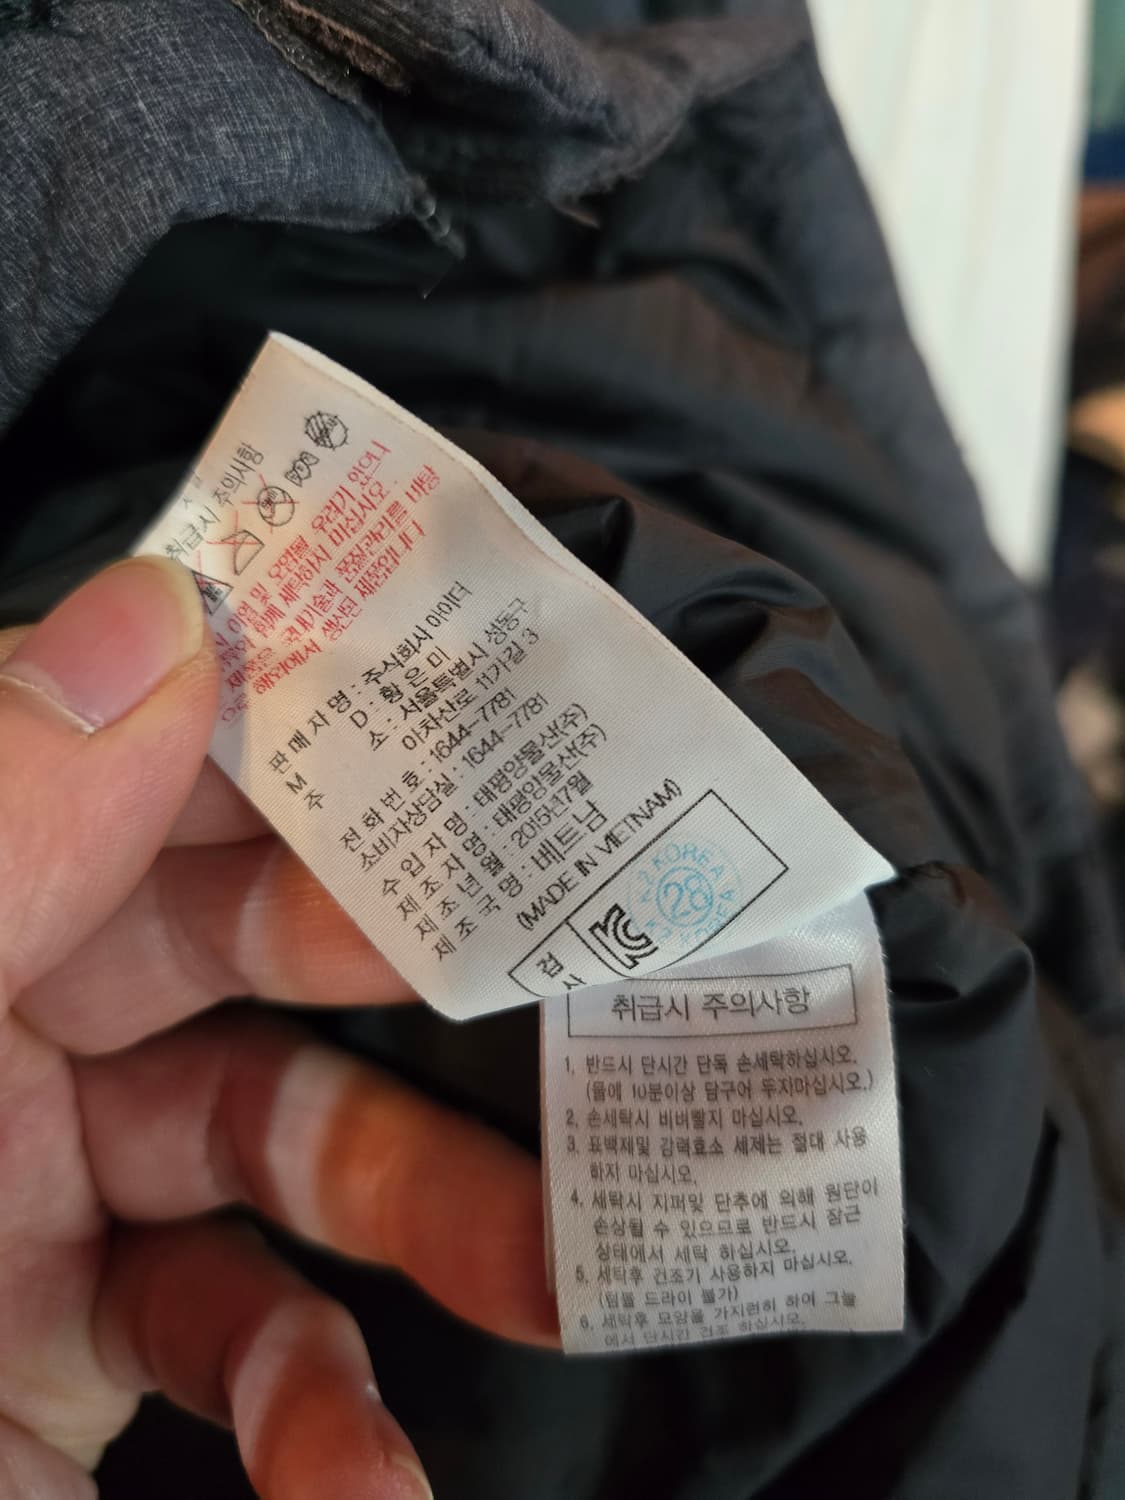 취급시 주의사항
이염 및 오염될 우려가 있으니
함께 세탁하지 마십시오.
기술과 품질관리를 바탕
으로 해외에서 생산된 제품입니다
판 매 자 명 : 주식회사 아이더
M D : 황 은 미
주 소 : 서울특별시 성동구
아차산로 11가길 3
전 화 번 호 : 1644-7781
소비자상담실 : 1644-7781
수 입 자 명 : 태평양물산(주)
제 조 자 명 : 태평양물산(주)
제 조 년 월 : 2015년7월
제 조 국 명 : 베트남
(MADE IN VIETNAM)
검 사
K-2 KOREA
28
KOREA
취급시 주의사항
1. 반드시 단시간 단독 손세탁하십시오.
(물에 10분이상 담구어 두지마십시오.)
2. 손세탁시 비벼빨지 마십시오.
3. 표백제및 강력효소 세제는 절대 사용
하지 마십시오.
4. 세탁시 지퍼및 단추에 의해 원단이
손상될 수 있으므로 반드시 잠근
상태에서 세탁 하십시오.
5. 세탁후 건조기 사용하지 마십시오.
(텀블 드라이 불가)
6. 세탁후 모양을 가지런히 하여 그늘
에서 단시간 건조 하십시오.